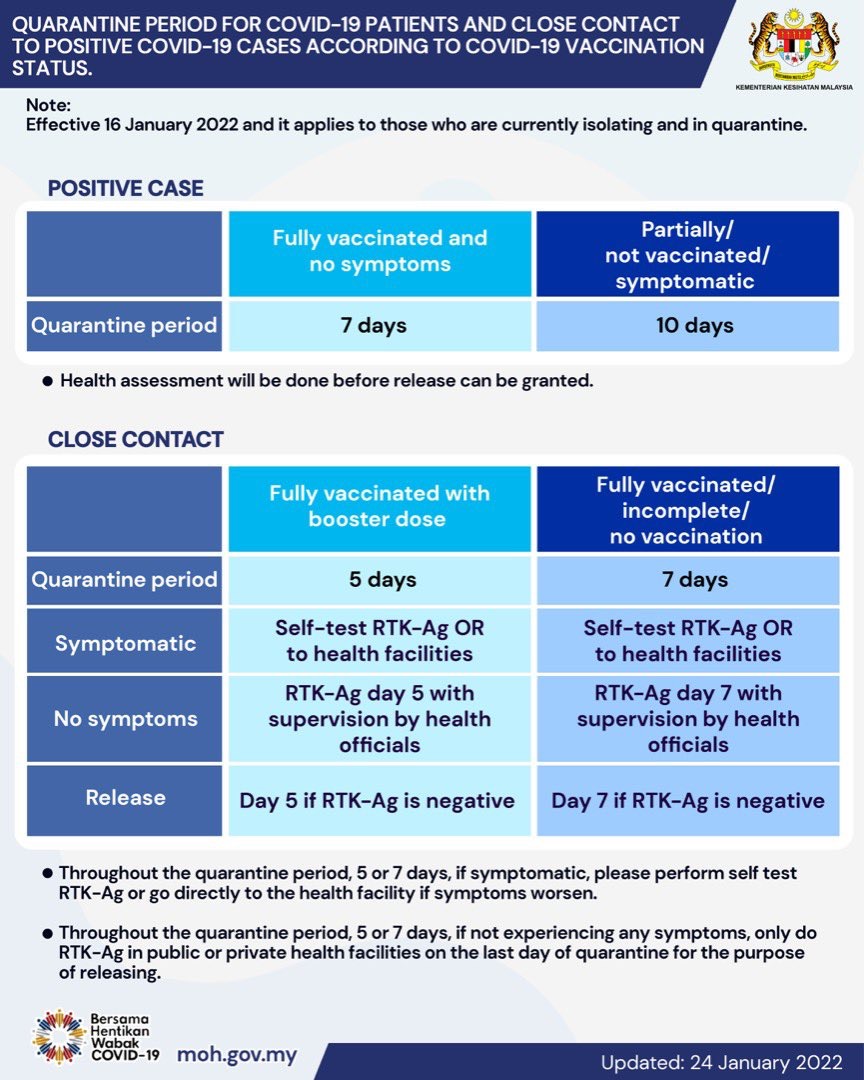 QUARANTINE PERIOD FOR COVID-19 PATIENTS AND CLOSE CONTACT
TO POSITIVE COVID-19 CASES ACCORDING TO COVID-19 VACCINATION
STATUS.
KEMENTERIAN KESIHATAN MALAYSIA
Note:
Effective 16 January 2022 and it applies to those who are currently isolating and in quarantine.
POSITIVE CASE
Fully vaccinated and
no symptoms
Partially/
not vaccinated/
symptomatic
Quarantine period
7 days
10 days
● Health assessment will be done before release can be granted.
CLOSE CONTACT
Fully vaccinated with
booster dose
Fully vaccinated/
incomplete/
no vaccination
Quarantine period
5 days
7 days
Symptomatic
Self-test RTK-Ag OR
to health facilities
Self-test RTK-Ag OR
to health facilities
No symptoms
RTK-Ag day 5 with
supervision by health
officials
RTK-Ag day 7 with
supervision by health
officials
Release
Day 5 if RTK-Ag is negative
Day 7 if RTK-Ag is negative
● Throughout the quarantine period, 5 or 7 days, if symptomatic, please perform self test
RTK-Ag or go directly to the health facility if symptoms worsen.
● Throughout the quarantine period, 5 or 7 days, if not experiencing any symptoms, only do
RTK-Ag in public or private health facilities on the last day of quarantine for the purpose
of releasing.
Bersama
Hentikan
Wabak
COVID-19
moh.gov.my
Updated: 24 January 2022